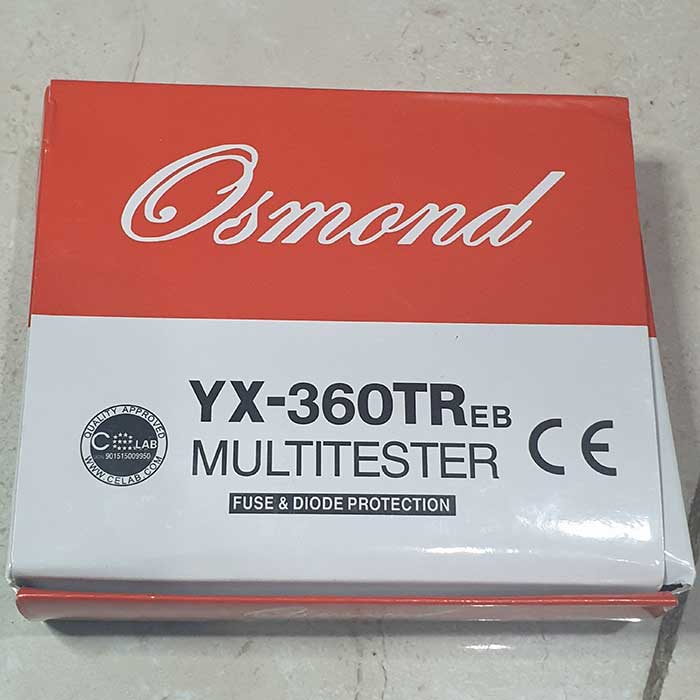 Osmond
YX-360TREB
MULTITESTER
FUSE & DIODE PROTECTION
QUALITY APPROVED
LAB
901515009950
WWW.CELAB.COM
CE